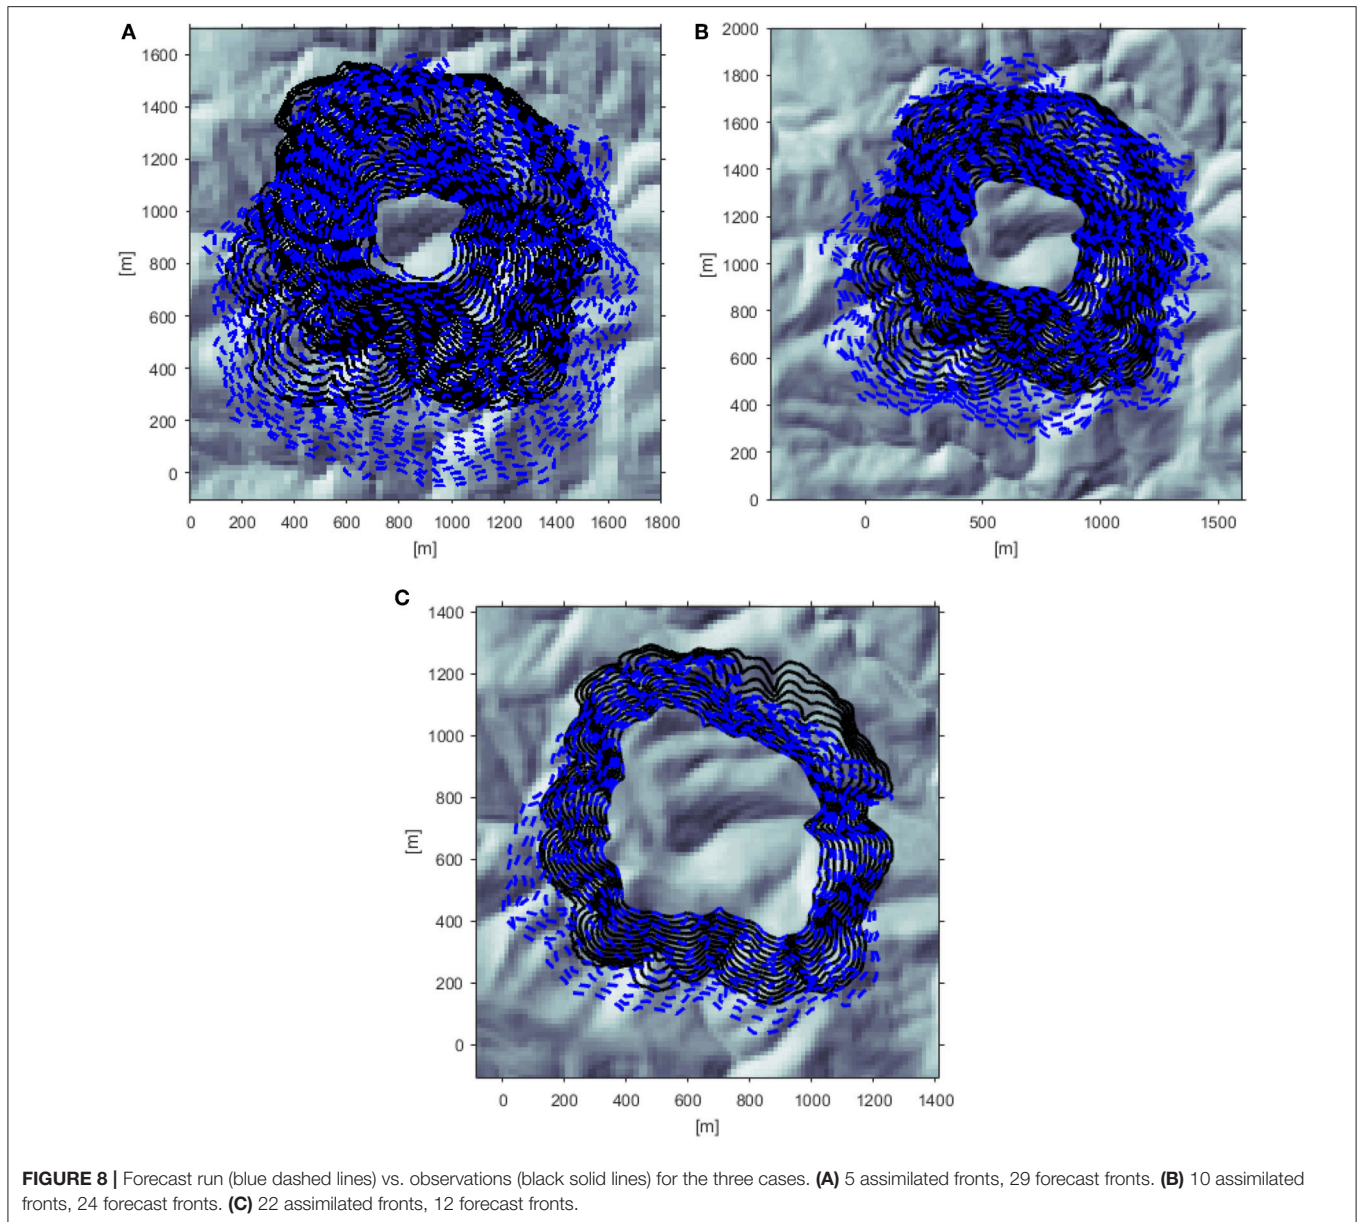 A
1600
1400
1200
1000
800
600
400
200
0
[m]
0 200 400 600 800 1000 1200 1400 1600 1800
[m]
B
2000
1800
1600
1400
1200
1000
800
600
400
200
0
[m]
0 500 1000 1500
[m]
C
1400
1200
1000
800
600
400
200
0
[m]
0 200 400 600 800 1000 1200 1400
[m]
FIGURE 8 | Forecast run (blue dashed lines) vs. observations (black solid lines) for the three cases. (A) 5 assimilated fronts, 29 forecast fronts. (B) 10 assimilated
fronts, 24 forecast fronts. (C) 22 assimilated fronts, 12 forecast fronts.